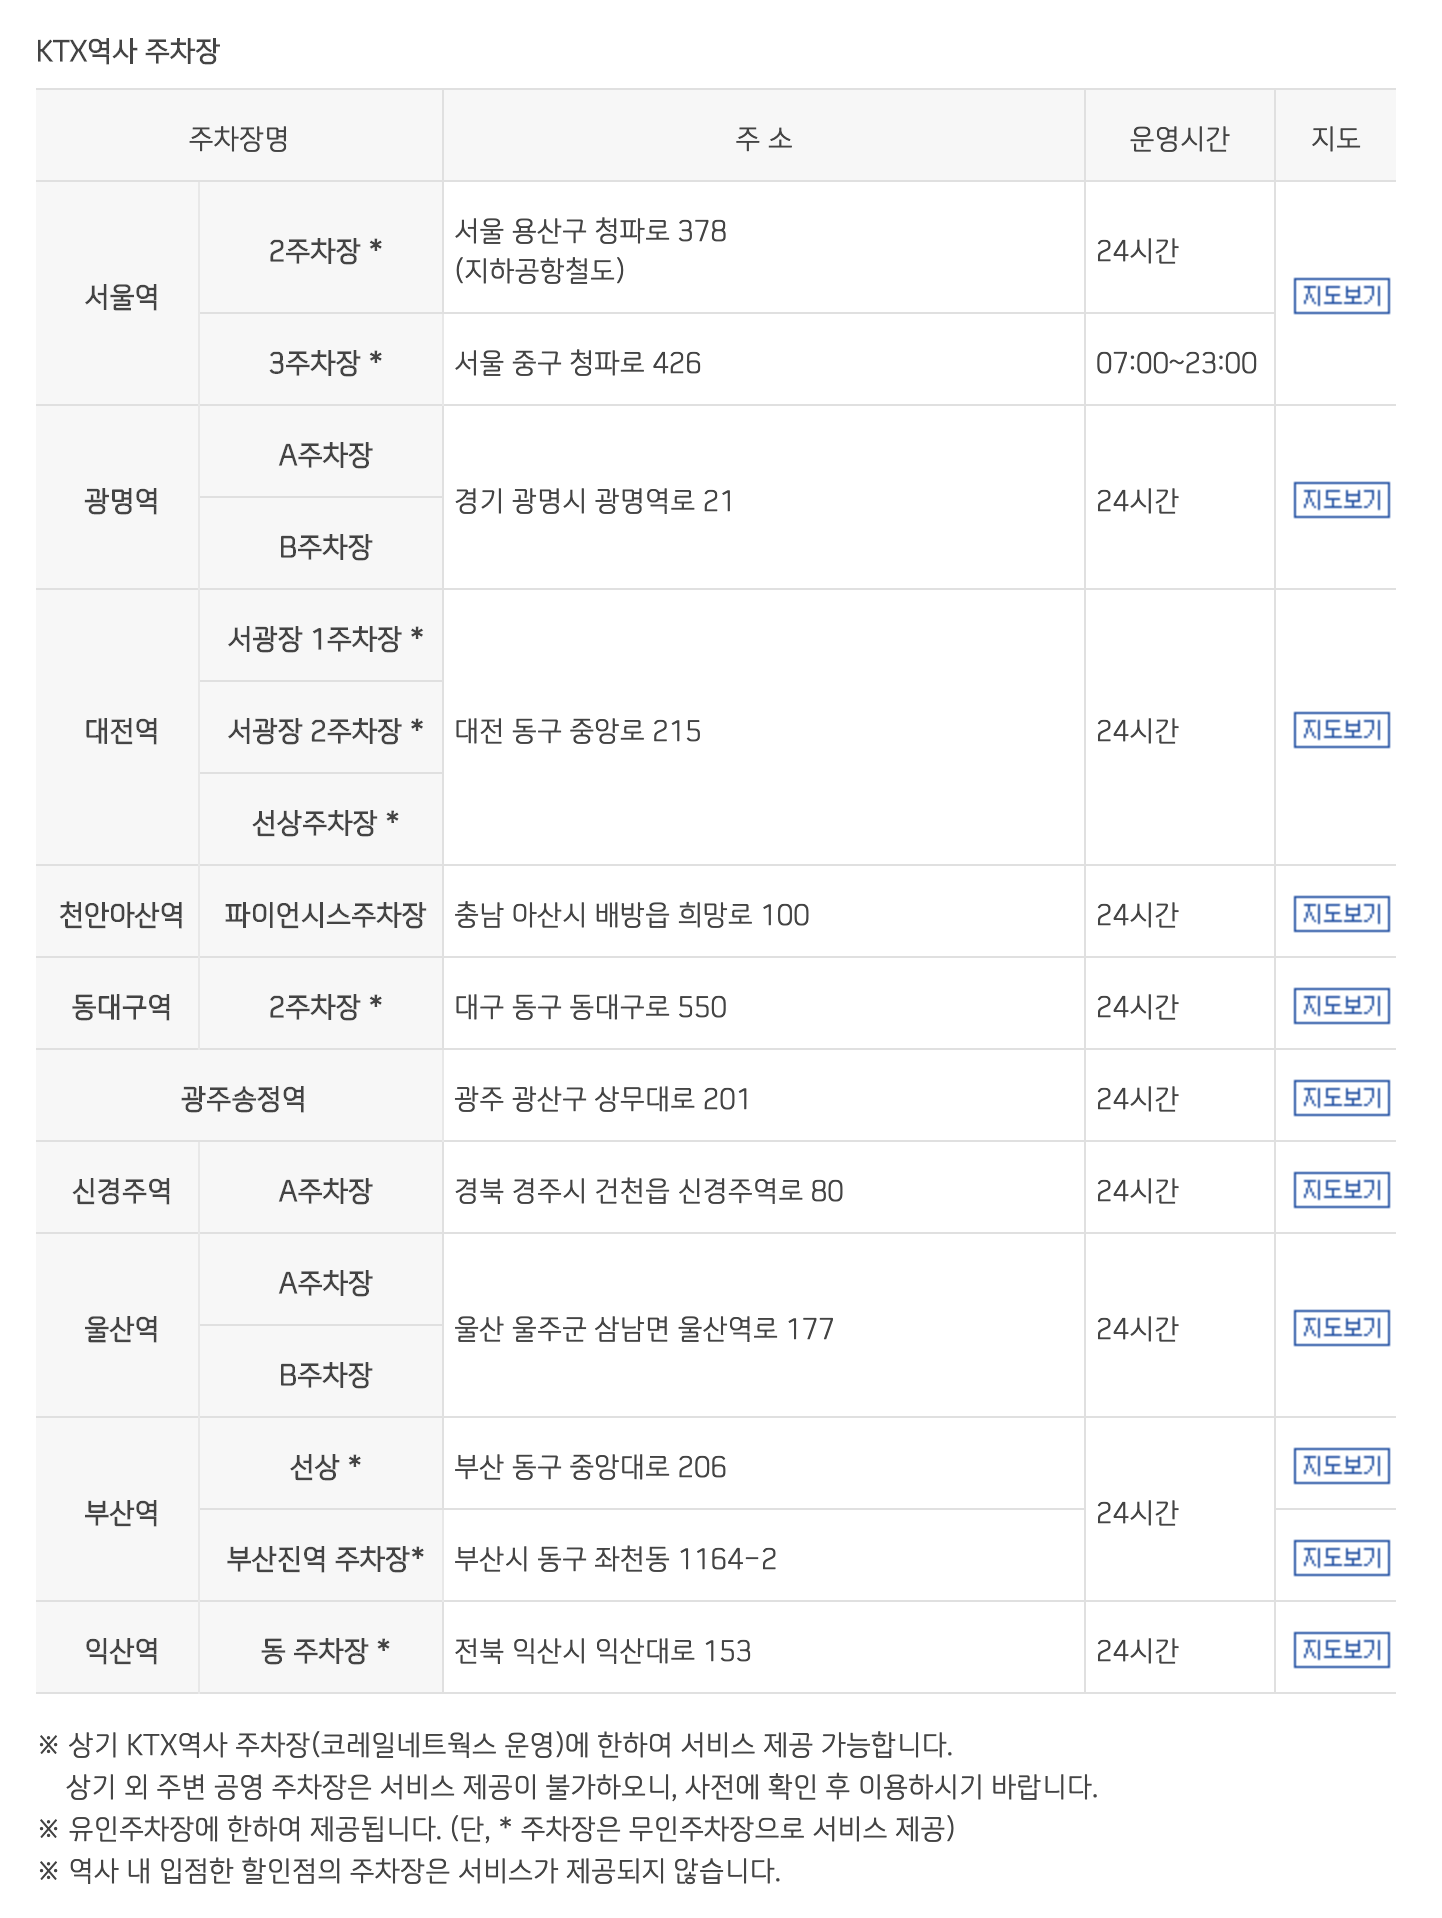 KTX역사 주차장
주차장명 주 소 운영시간 지도
서울역 2주차장 * 서울 용산구 청파로 378
(지하공항철도) 24시간 지도보기
3주차장 * 서울 중구 청파로 426 07:00~23:00
광명역 A주차장 경기 광명시 광명역로 21 24시간 지도보기
B주차장
대전역 서광장 1주차장 * 대전 동구 중앙로 215 24시간 지도보기
서광장 2주차장 *
선상주차장 *
천안아산역 파이언시스주차장 충남 아산시 배방읍 희망로 100 24시간 지도보기
동대구역 2주차장 * 대구 동구 동대구로 550 24시간 지도보기
광주송정역 광주 광산구 상무대로 201 24시간 지도보기
신경주역 A주차장 경북 경주시 건천읍 신경주역로 80 24시간 지도보기
울산역 A주차장 울산 울주군 삼남면 울산역로 177 24시간 지도보기
B주차장
부산역 선상 * 부산 동구 중앙대로 206 24시간 지도보기
부산진역 주차장* 부산시 동구 좌천동 1164-2 지도보기
익산역 동 주차장 * 전북 익산시 익산대로 153 24시간 지도보기
※ 상기 KTX역사 주차장(코레일네트웍스 운영)에 한하여 서비스 제공 가능합니다.
상기 외 주변 공영 주차장은 서비스 제공이 불가하오니, 사전에 확인 후 이용하시기 바랍니다.
※ 유인주차장에 한하여 제공됩니다. (단, * 주차장은 무인주차장으로 서비스 제공)
※ 역사 내 입점한 할인점의 주차장은 서비스가 제공되지 않습니다.